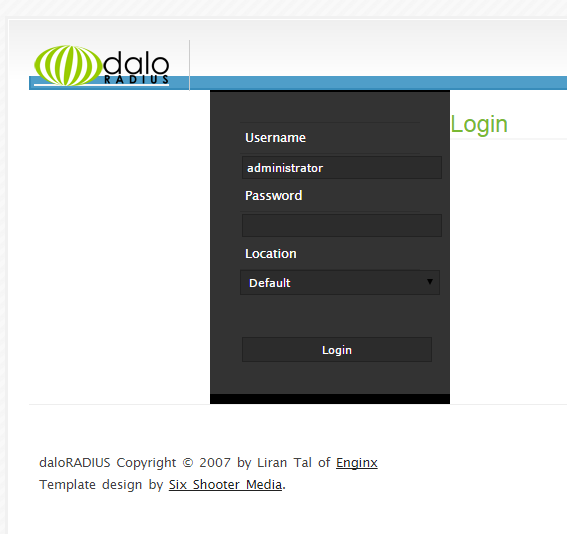 dalo
RADIUS
Login
Username
administrator
Password
Location
Default
Login
daloRADIUS Copyright © 2007 by Liran Tal of Enginx
Template design by Six Shooter Media.